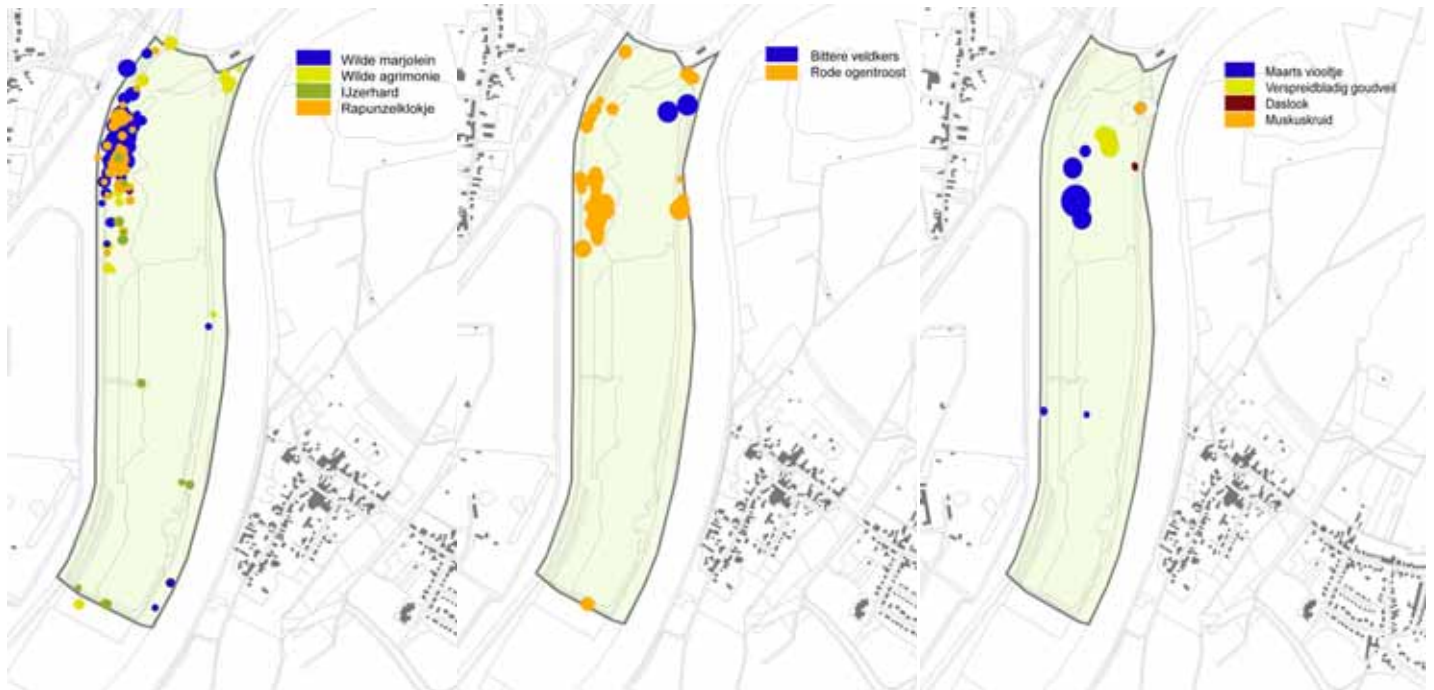 Wilde marjolein
Wilde agrimonie
IJzerhard
Rapunzelklokje
Bittere veldkers
Rode ogentroost
Maarts viooltje
Verspreidbladig goudveil
Daslook
Muskuskruid